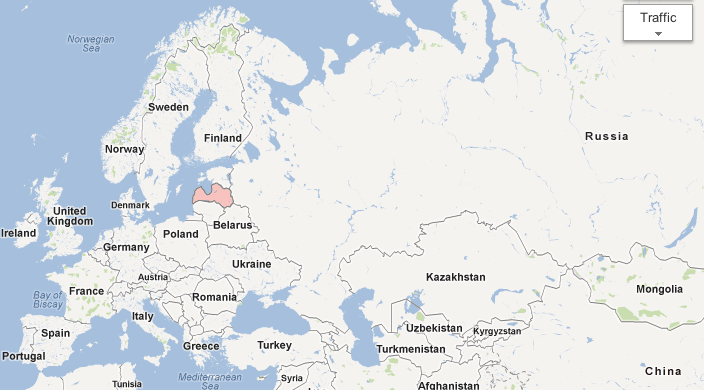 Traffic
Norwegian
Sea
Sweden
Finland
Norway
Russia
Denmark
United
Kingdom
Ireland
Belarus
Poland
Germany
Ukraine
Austria
Kazakhstan
France
Mongolia
Bay of
Biscay
Romania
Italy
Uzbekistan
Kyrgyzstan
Spain
Greece
Turkey
Turkmenistan
Portugal
China
Mediterranean
Sea
Syria
Tunisia
Afghanistan